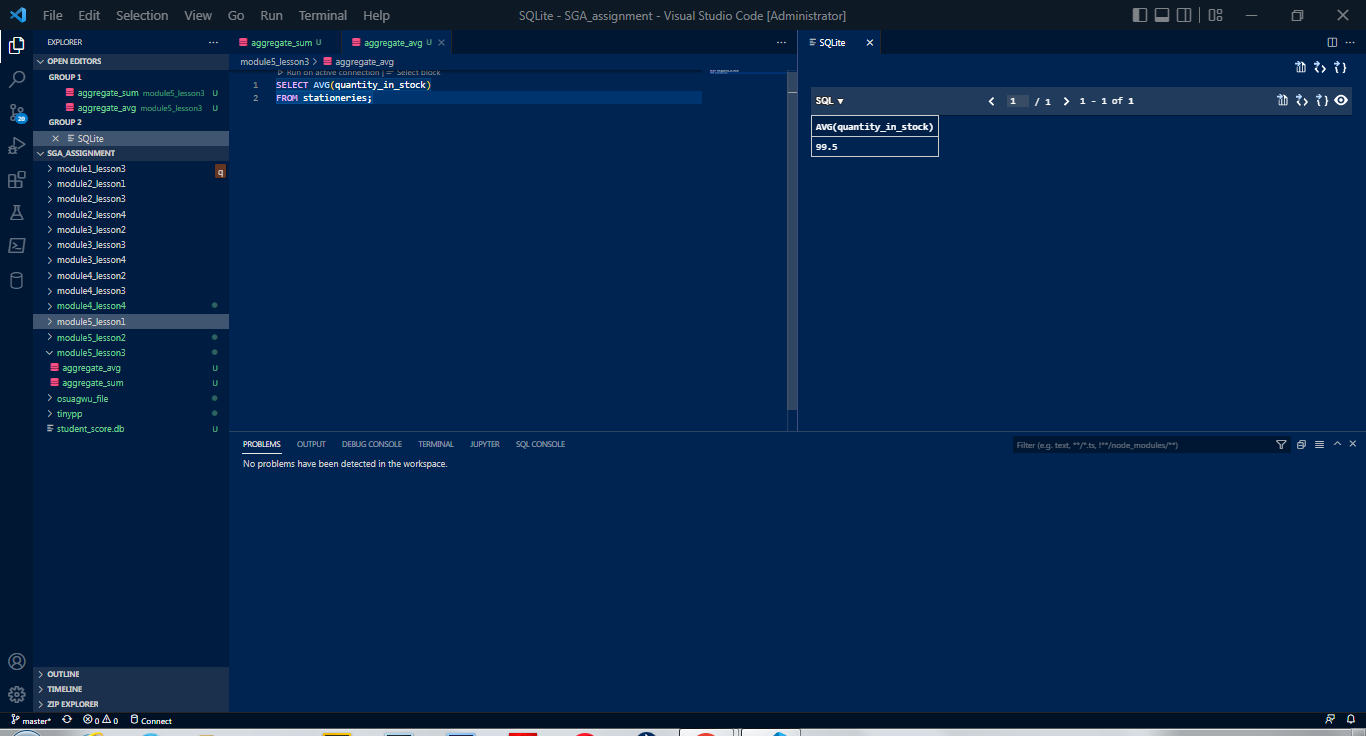 File Edit Selection View Go Run Terminal Help SQLite - SGA_assignment - Visual Studio Code [Administrator]
EXPLORER
OPEN EDITORS
GROUP 1
aggregate_sum module5_lesson3 U
aggregate_avg module5_lesson3 U
GROUP 2
SQLite
SGA_ASSIGNMENT
module1_lesson3 q
module2_lesson1
module2_lesson3
module2_lesson4
module3_lesson2
module3_lesson3
module3_lesson4
module4_lesson2
module4_lesson3
module4_lesson4
module5_lesson1
module5_lesson2
module5_lesson3
aggregate_avg U
aggregate_sum U
osuagwu_file
tinypp
student_score.db U
OUTLINE
TIMELINE
ZIP EXPLORER
20
aggregate_sum U aggregate_avg U
module5_lesson3 > aggregate_avg
Run on active connection | Select block
1 SELECT AVG(quantity_in_stock)
2 FROM stationeries;
SQLite
SQL 1 / 1 1 - 1 of 1
AVG(quantity_in_stock)
99.5
PROBLEMS OUTPUT DEBUG CONSOLE TERMINAL JUPYTER SQL CONSOLE Filter (e.g. text, **/*.ts, !**/node_modules/**)
No problems have been detected in the workspace.
master* 0 0 Connect